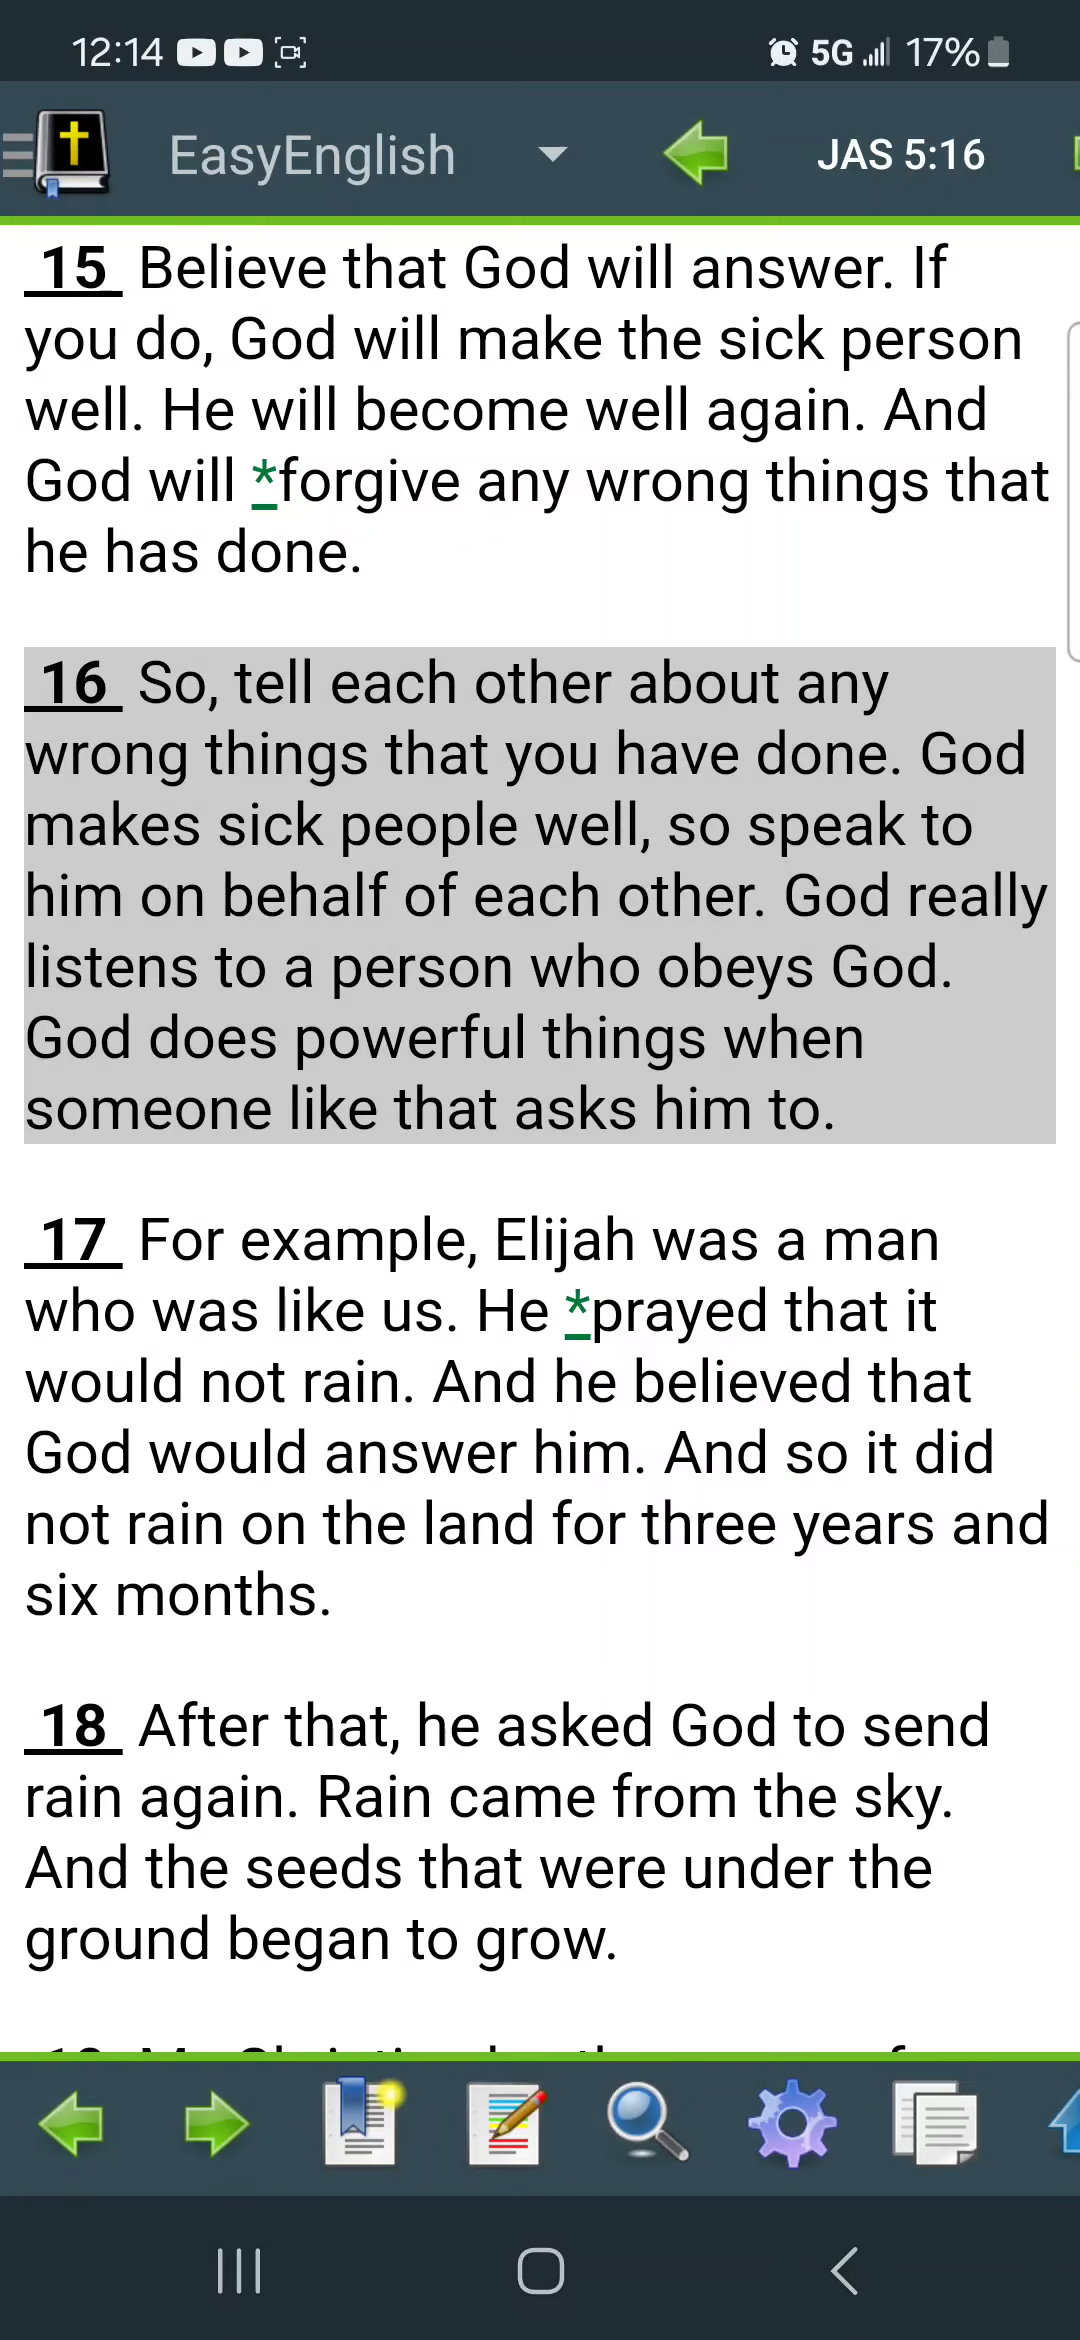 12:14 5G 17%
EasyEnglish JAS 5:16
15 Believe that God will answer. If
you do, God will make the sick person
well. He will become well again. And
God will *forgive any wrong things that
he has done.
16 So, tell each other about any
wrong things that you have done. God
makes sick people well, so speak to
him on behalf of each other. God really
listens to a person who obeys God.
God does powerful things when
someone like that asks him to.
17 For example, Elijah was a man
who was like us. He *prayed that it
would not rain. And he believed that
God would answer him. And so it did
not rain on the land for three years and
six months.
18 After that, he asked God to send
rain again. Rain came from the sky.
And the seeds that were under the
ground began to grow.